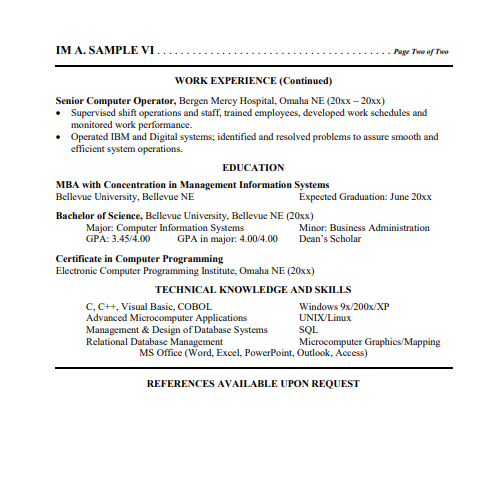 IM A. SAMPLE VI . . . . . . . . . . . . . . . . . . . . . . . . . . . . . . . . . . . . . . . . Page Two of Two
WORK EXPERIENCE (Continued)
Senior Computer Operator, Bergen Mercy Hospital, Omaha NE (20xx – 20xx)
• Supervised shift operations and staff, trained employees, developed work schedules and
monitored work performance.
• Operated IBM and Digital systems; identified and resolved problems to assure smooth and
efficient system operations.
EDUCATION
MBA with Concentration in Management Information Systems
Bellevue University, Bellevue NE Expected Graduation: June 20xx
Bachelor of Science, Bellevue University, Bellevue NE (20xx)
Major: Computer Information Systems Minor: Business Administration
GPA: 3.45/4.00 GPA in major: 4.00/4.00 Dean's Scholar
Certificate in Computer Programming
Electronic Computer Programming Institute, Omaha NE (20xx)
TECHNICAL KNOWLEDGE AND SKILLS
C, C++, Visual Basic, COBOL Windows 9x/200x/XP
Advanced Microcomputer Applications UNIX/Linux
Management & Design of Database Systems SQL
Relational Database Management Microcomputer Graphics/Mapping
MS Office (Word, Excel, PowerPoint, Outlook, Access)
REFERENCES AVAILABLE UPON REQUEST